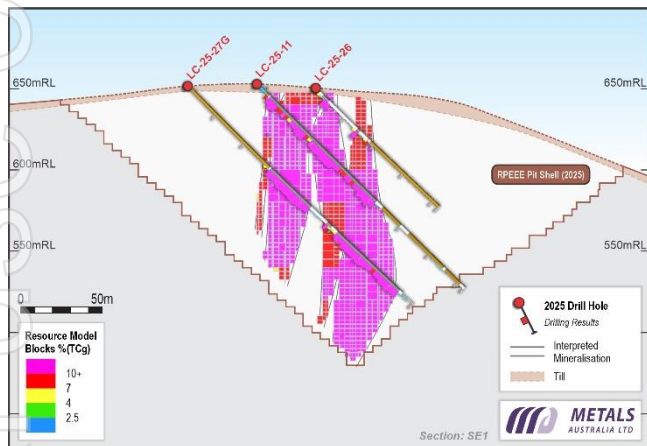 LC-25-27G
LC-25-11
LC-25-26
650mRL
650mRL
600mRL
RPEEE Pit Shell (2025)
550mRL
550mRL
0
50m
Resource Model
Blocks %(TCg)
10+
7
4
2.5
2025 Drill Hole
Drilling Results
Interpreted
Mineralisation
Till
Section: SE1
METALS
AUSTRALIA LTD